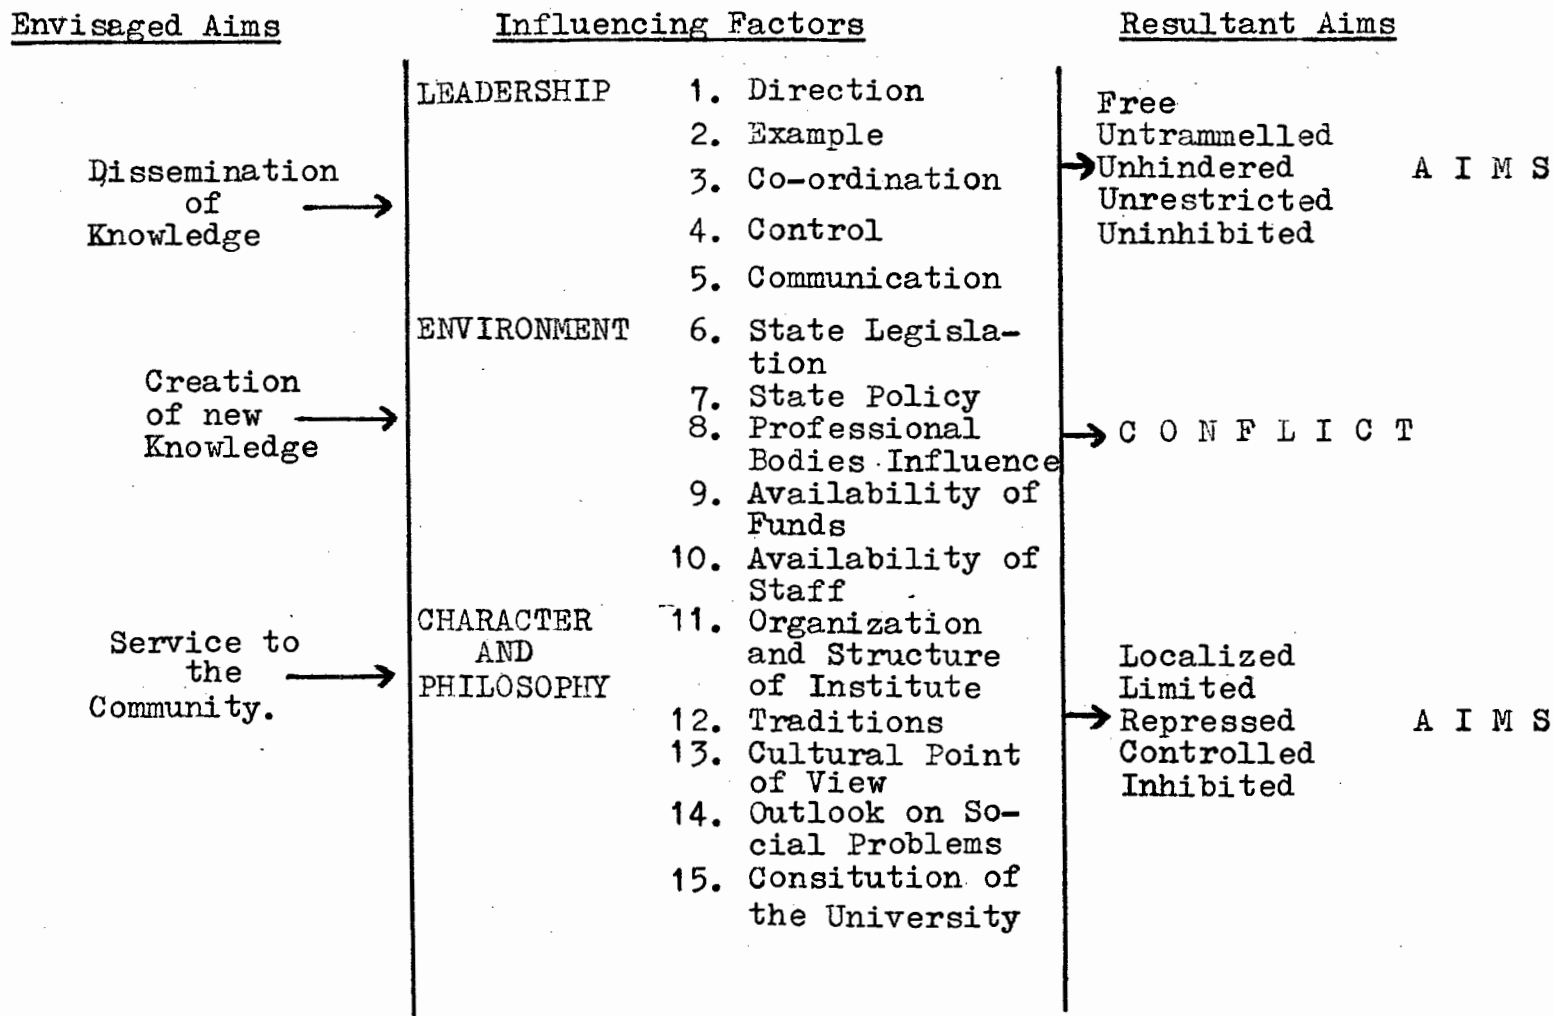 Envisaged Aims
Influencing Factors
Resultant Aims
Dissemination
of
Knowledge
Creation
of new
Knowledge
Service to
the
Community.
LEADERSHIP 1. Direction
2. Example
3. Co-ordination
4. Control
5. Communication
ENVIRONMENT 6. State Legisla-
tion
7. State Policy
8. Professional
Bodies Influence
9. Availability of
Funds
10. Availability of
Staff
CHARACTER
AND
PHILOSOPHY
11. Organization
and Structure
of Institute
12. Traditions
13. Cultural Point
of View
14. Outlook on So-
cial Problems
15. Consitution of
the University
Free
Untrammelled
Unhindered A I M S
Unrestricted
Uninhibited
C O N F L I C T
Localized
Limited
Repressed A I M S
Controlled
Inhibited